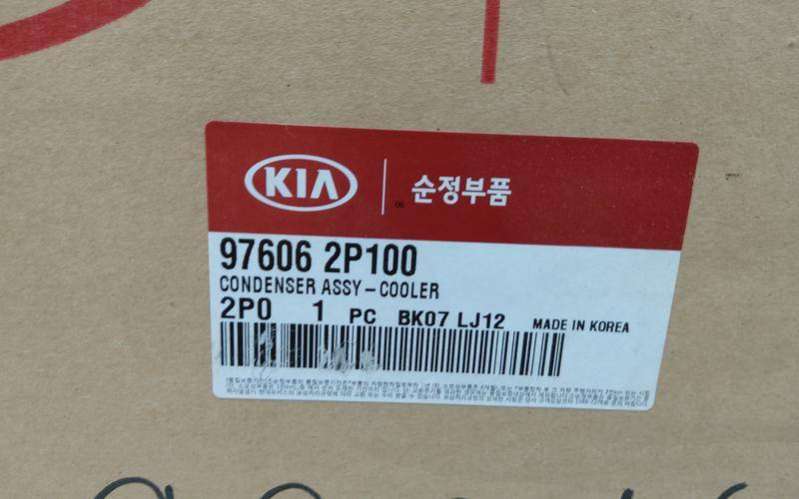 KIA 순정부품
97606 2P100
CONDENSER ASSY-COOLER
2P0 1 PC BK07 LJ12 MADE IN KOREA